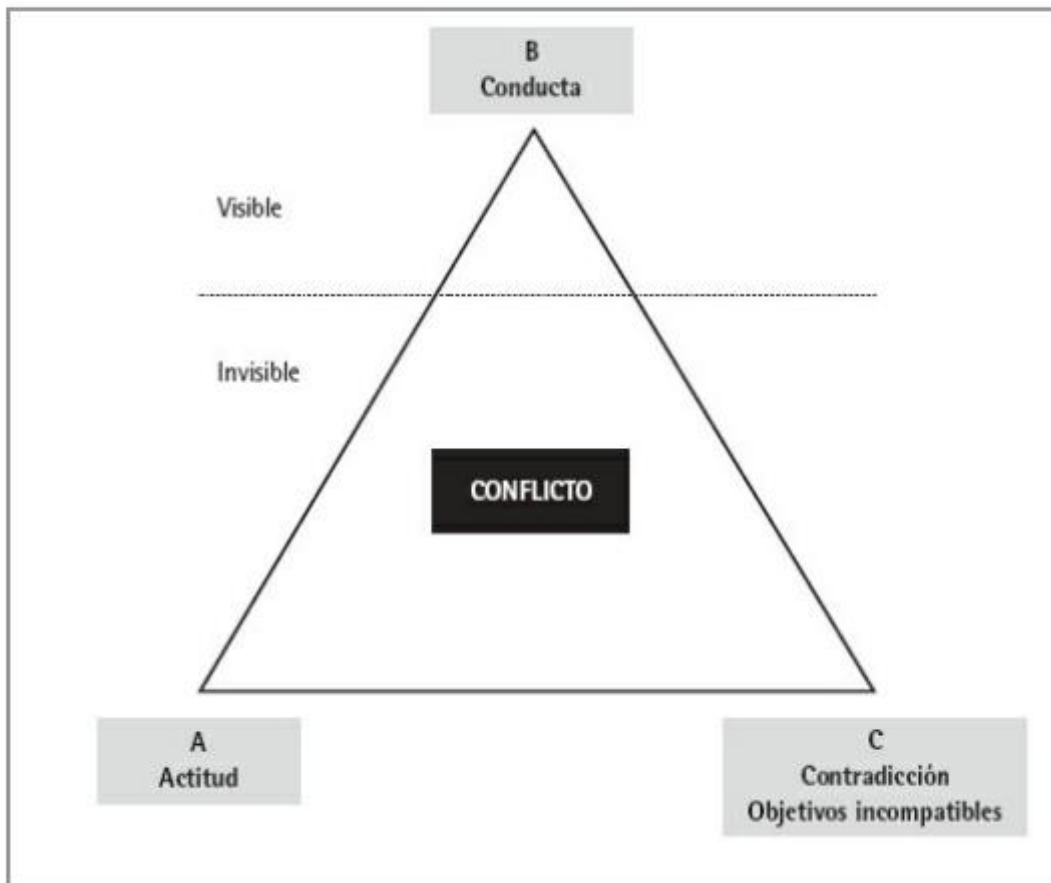 B
Conducta
Visible
Invisible
CONFLICTO
A
Actitud
C
Contradicción
Objetivos incompatibles